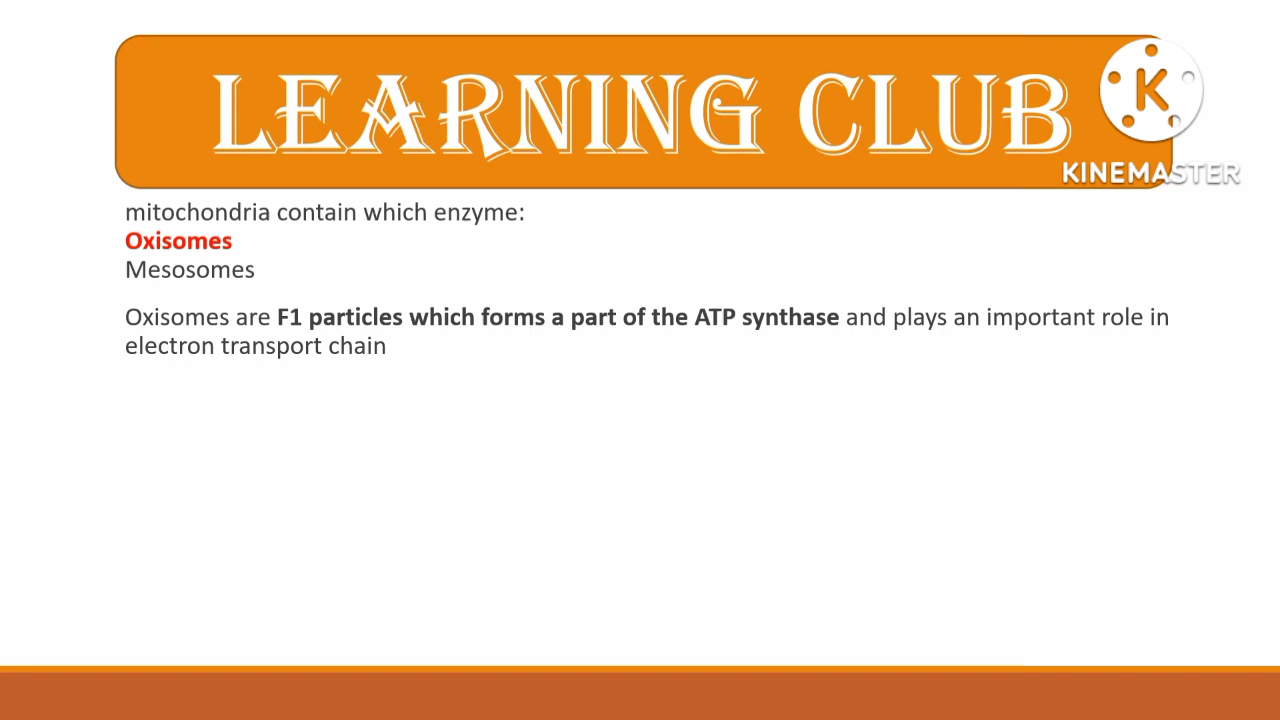 LEARNING CLUB
K
KINEMASTER
mitochondria contain which enzyme:
Oxisomes
Mesosomes
Oxisomes are F1 particles which forms a part of the ATP synthase and plays an important role in
electron transport chain